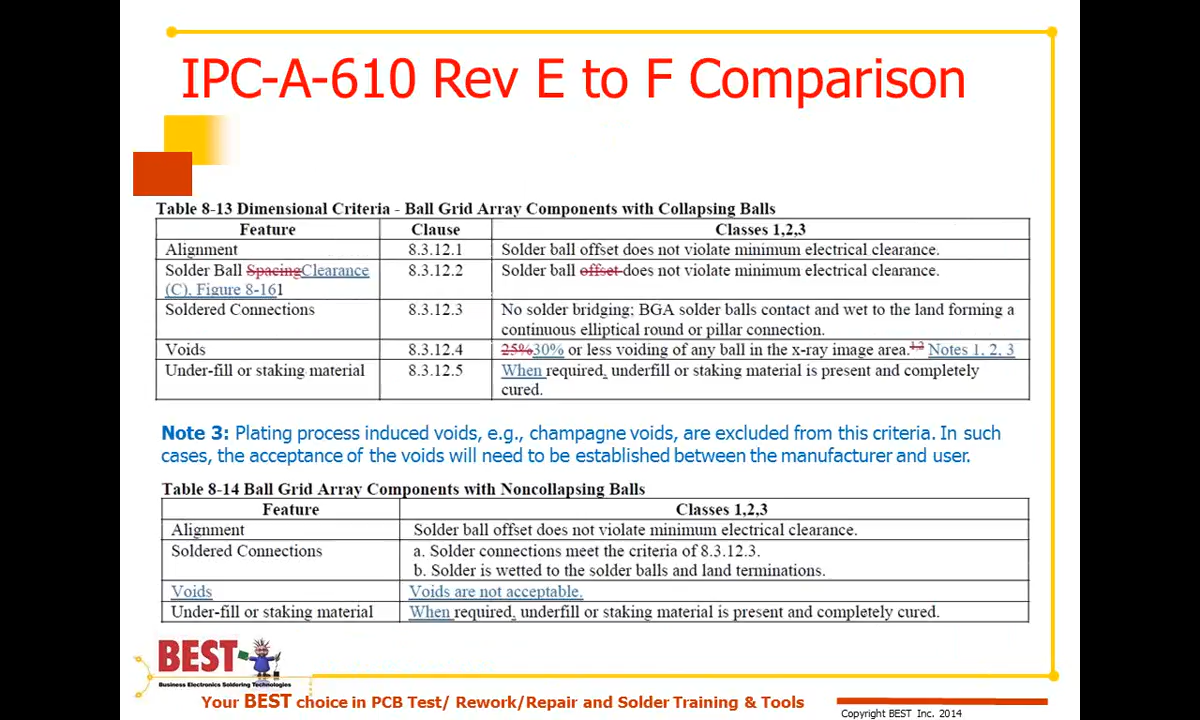 IPC-A-610 Rev E to F Comparison
Table 8-13 Dimensional Criteria - Ball Grid Array Components with Collapsing Balls
Feature Clause Classes 1,2,3
Alignment 8.3.12.1 Solder ball offset does not violate minimum electrical clearance.
Solder Ball SpacingClearance 8.3.12.2 Solder ball offset does not violate minimum electrical clearance.
(C), Figure 8-161
Soldered Connections 8.3.12.3 No solder bridging; BGA solder balls contact and wet to the land forming a
continuous elliptical round or pillar connection.
Voids 8.3.12.4 25%30% or less voiding of any ball in the x-ray image area.1,2 Notes 1, 2, 3
Under-fill or staking material 8.3.12.5 When required, underfill or staking material is present and completely
cured.
Note 3: Plating process induced voids, e.g., champagne voids, are excluded from this criteria. In such
cases, the acceptance of the voids will need to be established between the manufacturer and user.
Table 8-14 Ball Grid Array Components with Noncollapsing Balls
Feature Classes 1,2,3
Alignment Solder ball offset does not violate minimum electrical clearance.
Soldered Connections a. Solder connections meet the criteria of 8.3.12.3.
b. Solder is wetted to the solder balls and land terminations.
Voids Voids are not acceptable.
Under-fill or staking material When required, underfill or staking material is present and completely cured.
BEST
Business Electronics Soldering Technologies
Your BEST choice in PCB Test/ Rework/Repair and Solder Training & Tools
Copyright BEST Inc. 2014